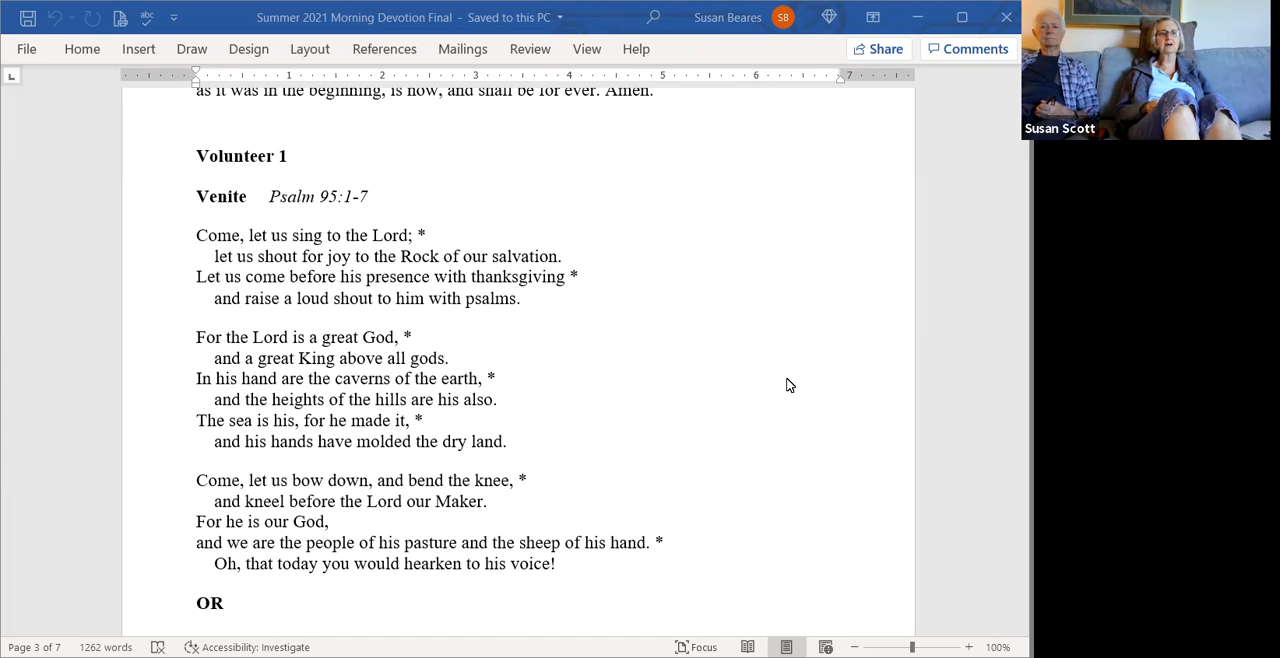 Summer 2021 Morning Devotion Final - Saved to this PC
Susan Beares
SB
File Home Insert Draw Design Layout References Mailings Review View Help
Share
Comments
1 2 3 4 5 6 7
as it was in the beginning, is now, and shall be for ever. Amen.
Volunteer 1
Venite Psalm 95:1-7
Come, let us sing to the Lord; *
let us shout for joy to the Rock of our salvation.
Let us come before his presence with thanksgiving *
and raise a loud shout to him with psalms.
For the Lord is a great God, *
and a great King above all gods.
In his hand are the caverns of the earth, *
and the heights of the hills are his also.
The sea is his, for he made it, *
and his hands have molded the dry land.
Come, let us bow down, and bend the knee, *
and kneel before the Lord our Maker.
For he is our God,
and we are the people of his pasture and the sheep of his hand. *
Oh, that today you would hearken to his voice!
OR
Page 3 of 7 1262 words Accessibility: Investigate Focus 100%
Susan Scott